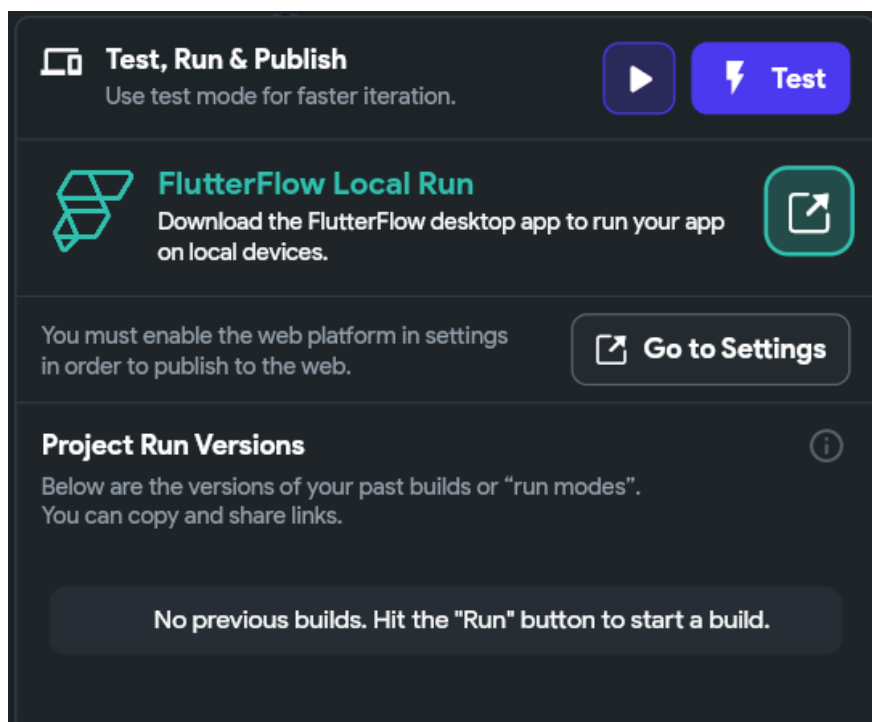 Test, Run & Publish
Use test mode for faster iteration.
Test
FlutterFlow Local Run
Download the FlutterFlow desktop app to run your app
on local devices.
You must enable the web platform in settings
in order to publish to the web.
Go to Settings
Project Run Versions
Below are the versions of your past builds or “run modes”.
You can copy and share links.
No previous builds. Hit the "Run" button to start a build.